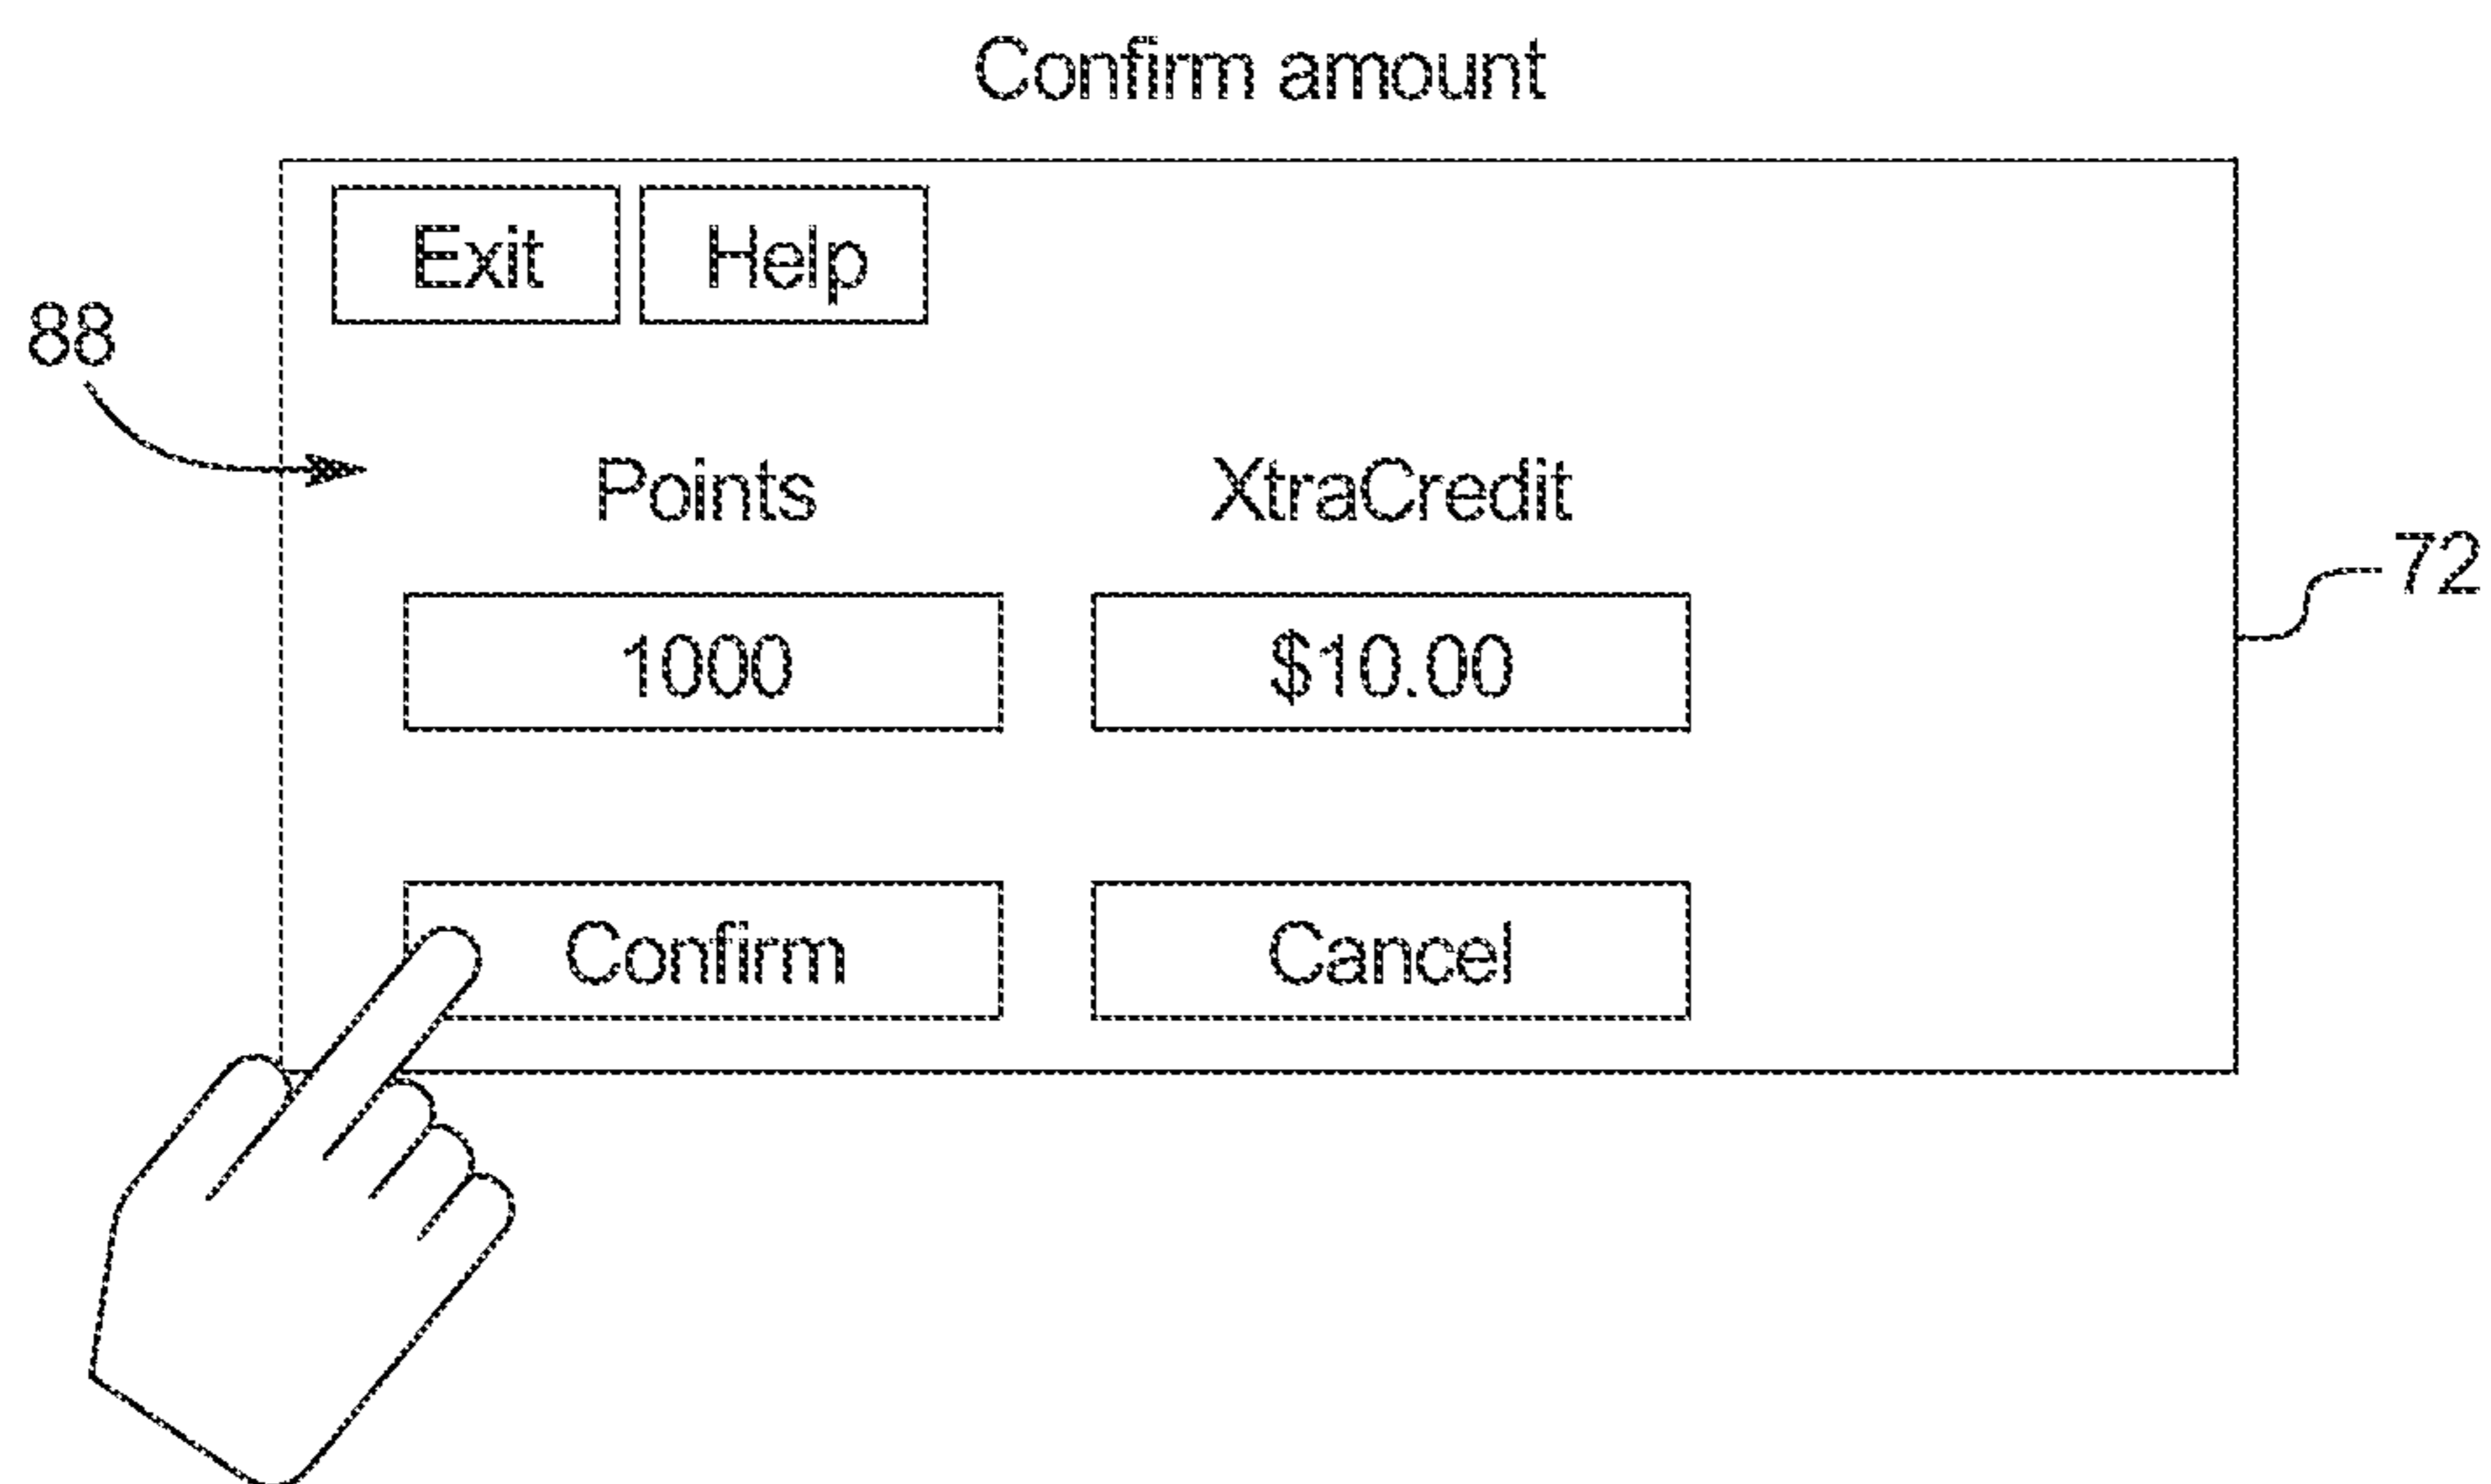 Confirm amount
Exit Help
88
Points XtraCredit
72
1000 $10.00
Confirm Cancel